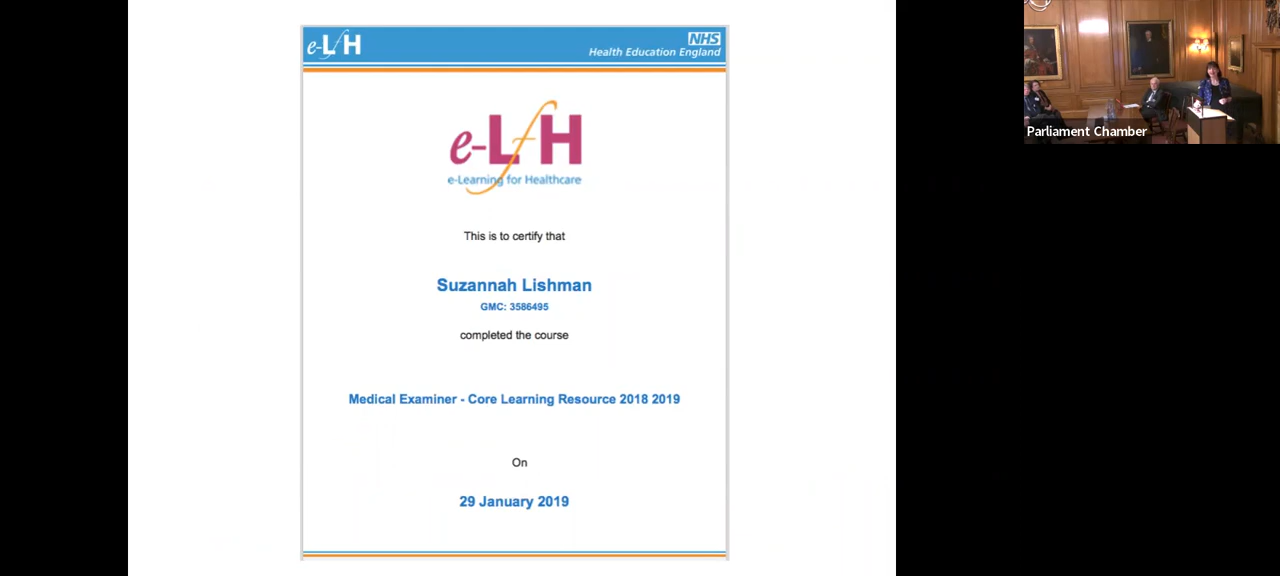 e-LfH
NHS
Health Education England
e-LfH
e-Learning for Healthcare
This is to certify that
Suzannah Lishman
GMC: 3586495
completed the course
Medical Examiner - Core Learning Resource 2018 2019
On
29 January 2019
Parliament Chamber